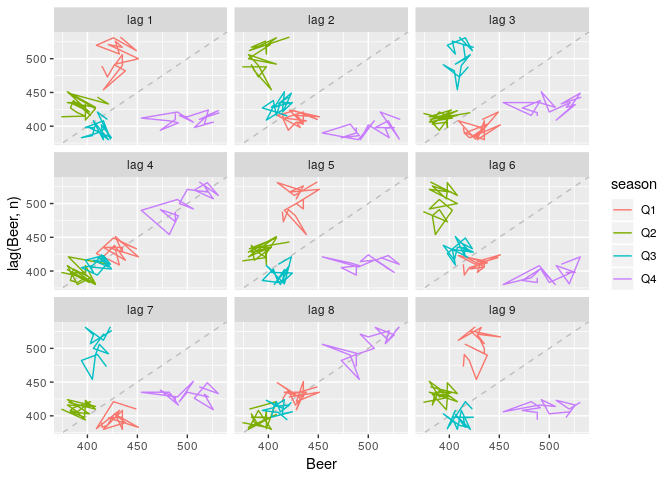 lag 1
lag 2
lag 3
500
450
400
lag 4
lag 5
lag 6
500
450
400
lag 7
lag 8
lag 9
500
450
400
400 450 500
400 450 500
400 450 500
Beer
lag(Beer, n)
season
Q1
Q2
Q3
Q4